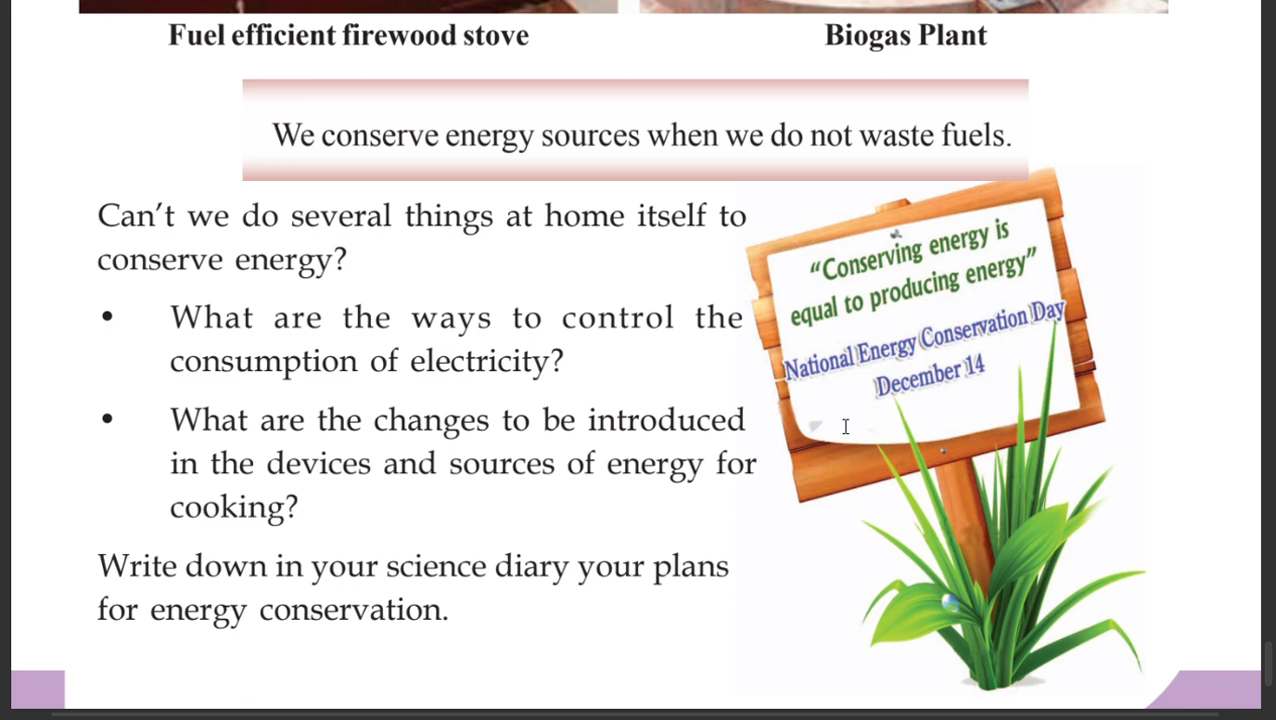 Fuel efficient firewood stove
Biogas Plant
We conserve energy sources when we do not waste fuels.
Can’t we do several things at home itself to
conserve energy?
• What are the ways to control the
consumption of electricity?
• What are the changes to be introduced
in the devices and sources of energy for
cooking?
Write down in your science diary your plans
for energy conservation.
“Conserving energy is
equal to producing energy”
National Energy Conservation Day
December 14